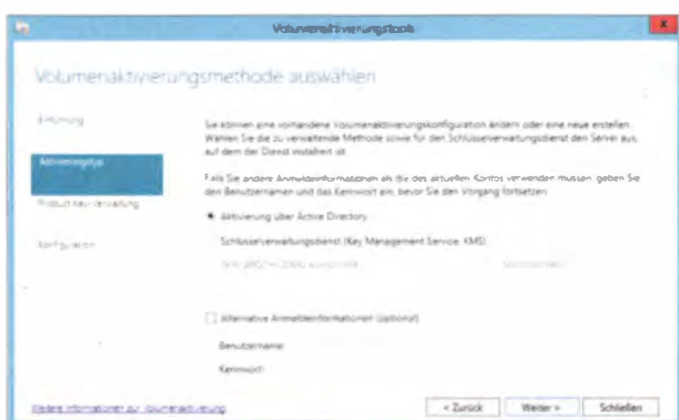 Volumenaktivierungstools
Volumenaktivierungsmethode auswählen
Einführung
Aktivierungstyp
Product Key-Verwaltung
Konfiguration
Sie können eine vorhandene Volumenaktivierungskonfiguration ändern oder eine neue erstellen.
Wählen Sie die zu verwaltende Methode sowie für den Schlüsselverwaltungsdienst den Server aus,
auf dem der Dienst installiert ist.
Falls Sie andere Anmeldeinformationen als die des aktuellen Kontos verwenden müssen, geben Sie
den Benutzernamen und das Kennwort ein, bevor Sie den Vorgang fortsetzen.
Aktivierung über Active Directory
Schlüsselverwaltungsdienst (Key Management Service, KMS)
Alternative Anmeldeinformationen (optional)
Benutzername:
Kennwort:
Weitere Informationen zur Volumenaktivierung
< Zurück
Weiter >
Schließen